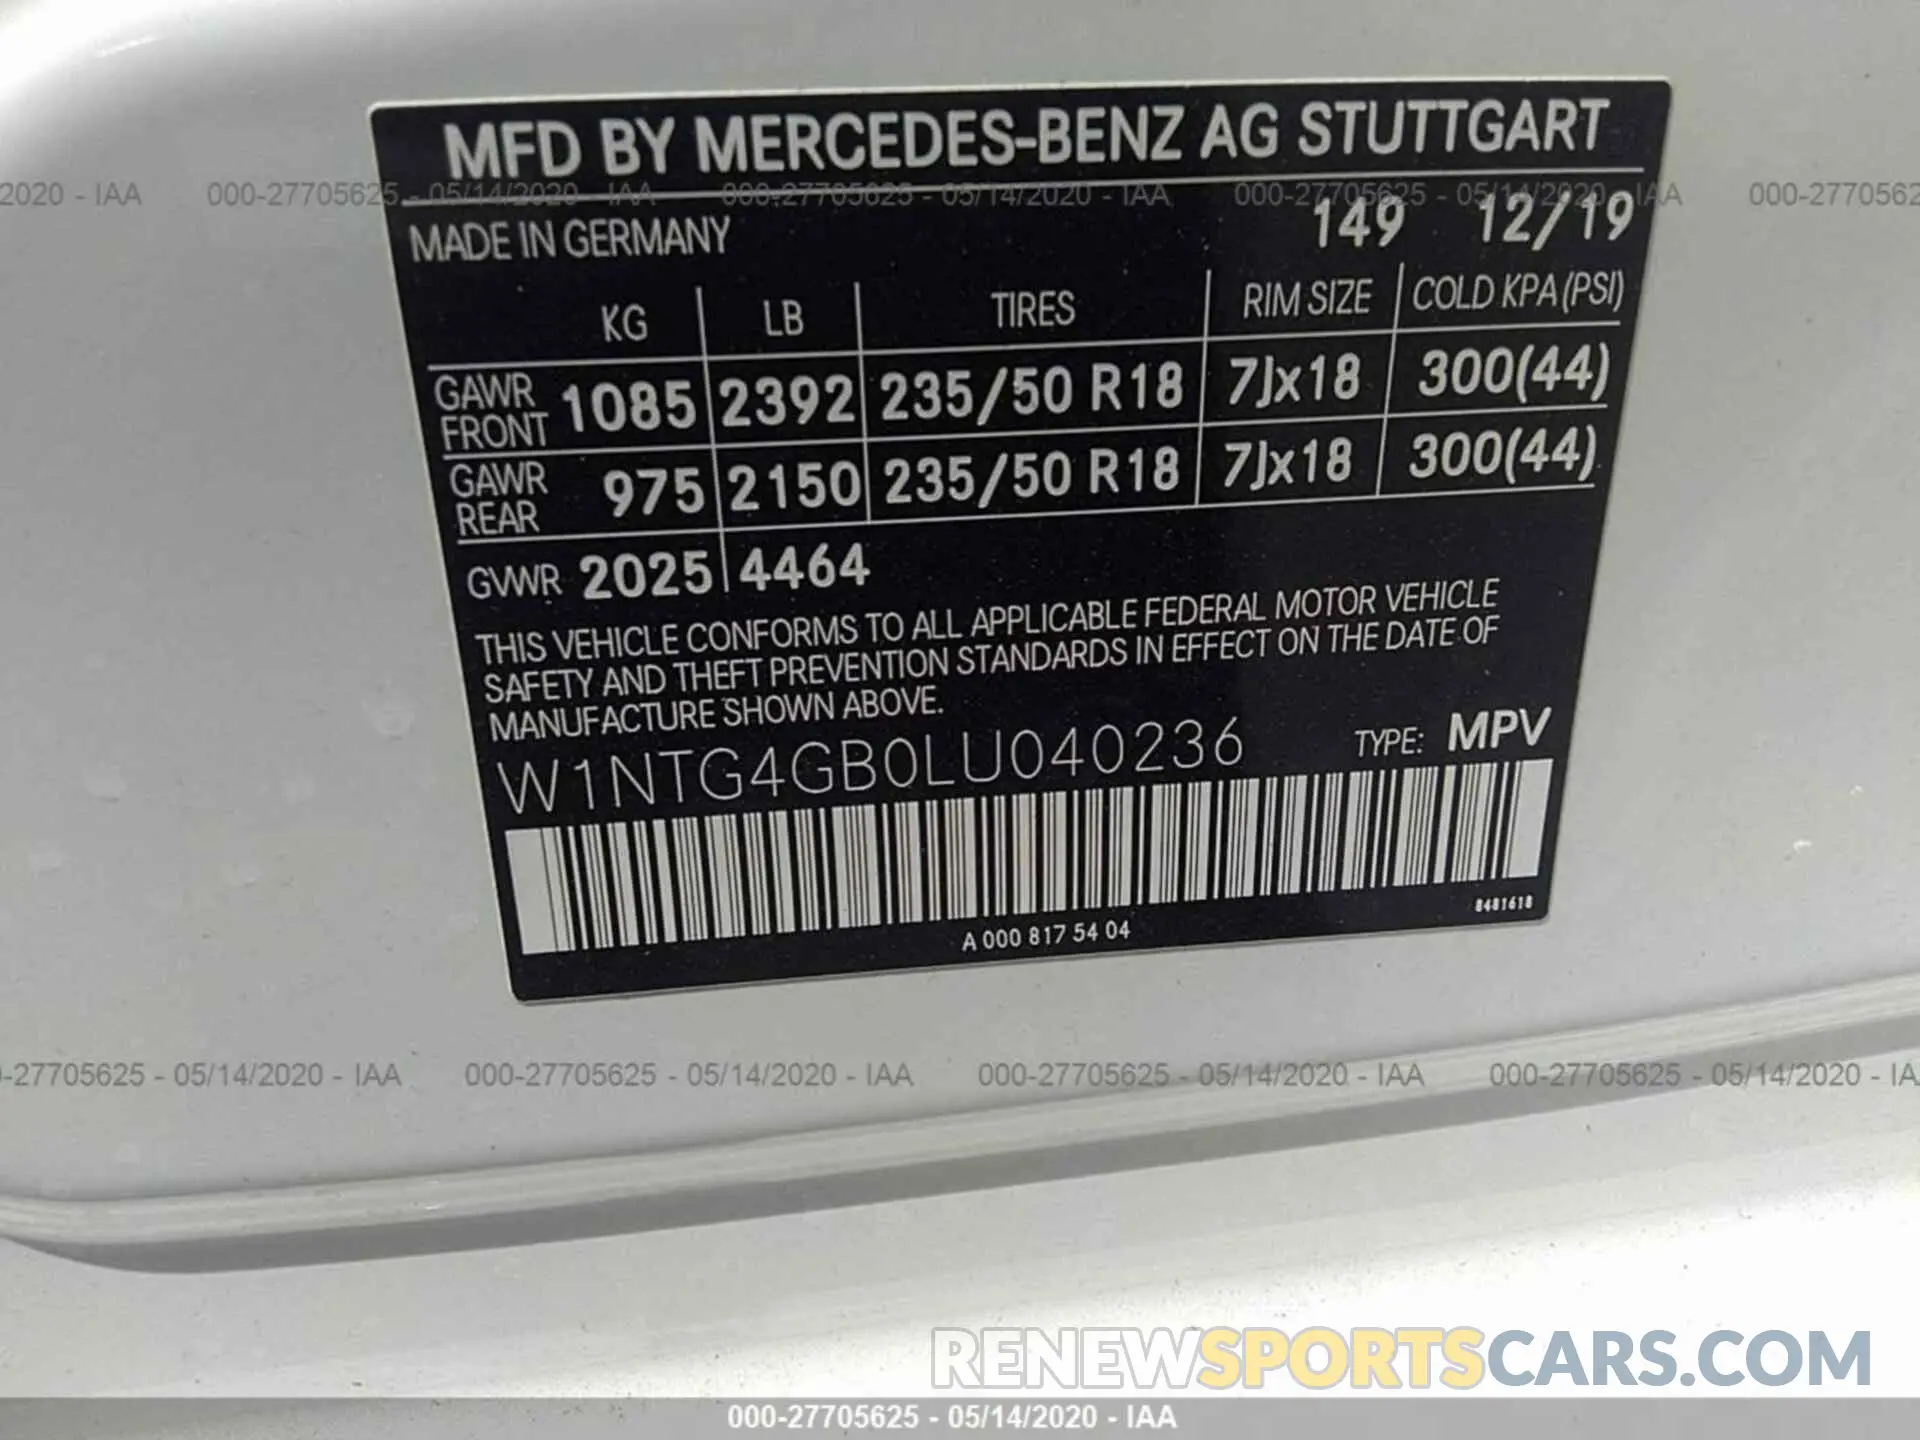 MFD BY MERCEDES-BENZ AG STUTTGART
2020 - IAA 000-27705625 - 05/14/2020 - IAA 000-27705625 - 05/14/2020 - IAA 000-27705625 - 05/14/2020 - IAA 000-2770562
MADE IN GERMANY 149 12/19
KG LB TIRES RIM SIZE COLD KPA (PSI)
GAWR FRONT 1085 2392 235/50 R18 7Jx18 300(44)
GAWR REAR 975 2150 235/50 R18 7Jx18 300(44)
GVWR 2025 4464
THIS VEHICLE CONFORMS TO ALL APPLICABLE FEDERAL MOTOR VEHICLE
SAFETY AND THEFT PREVENTION STANDARDS IN EFFECT ON THE DATE OF
MANUFACTURE SHOWN ABOVE.
W1NTG4GB0LU040236 TYPE: MPV
8481618
A 000 817 54 04
-27705625 - 05/14/2020 - IAA 000-27705625 - 05/14/2020 - IAA 000-27705625 - 05/14/2020 - IAA 000-27705625 - 05/14/2020 - IA
RENEWSPORTSCARS.COM
000-27705625 - 05/14/2020 - IAA